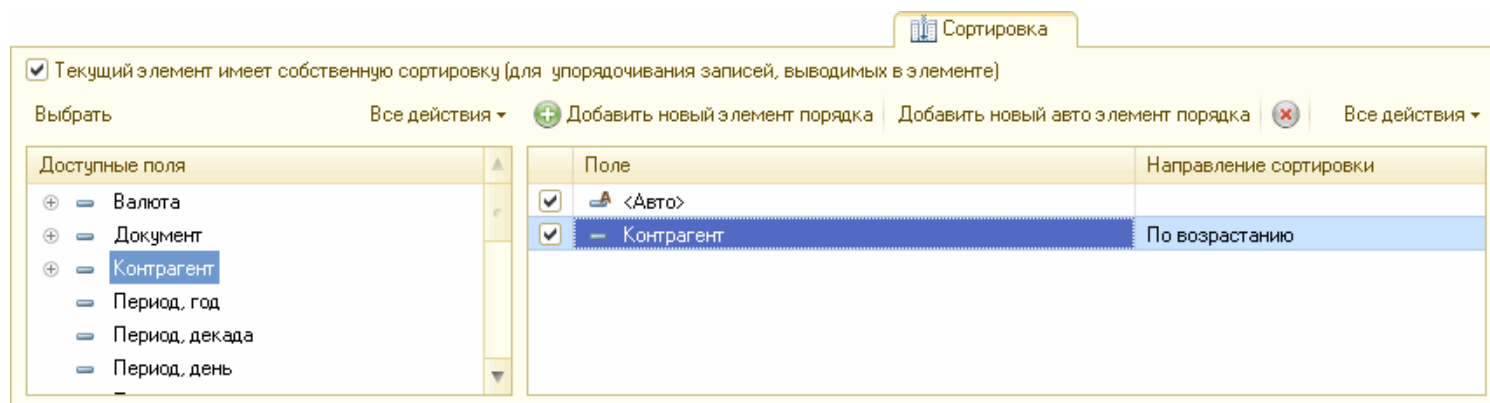 Сортировка
Текущий элемент имеет собственную сортировку (для упорядочивания записей, выводимых в элементе)
Выбрать Все действия Добавить новый элемент порядка Добавить новый авто элемент порядка Все действия
Доступные поля Поле Направление сортировки
Валюта <Авто>
Документ Контрагент По возрастанию
Контрагент
Период, год
Период, декада
Период, день